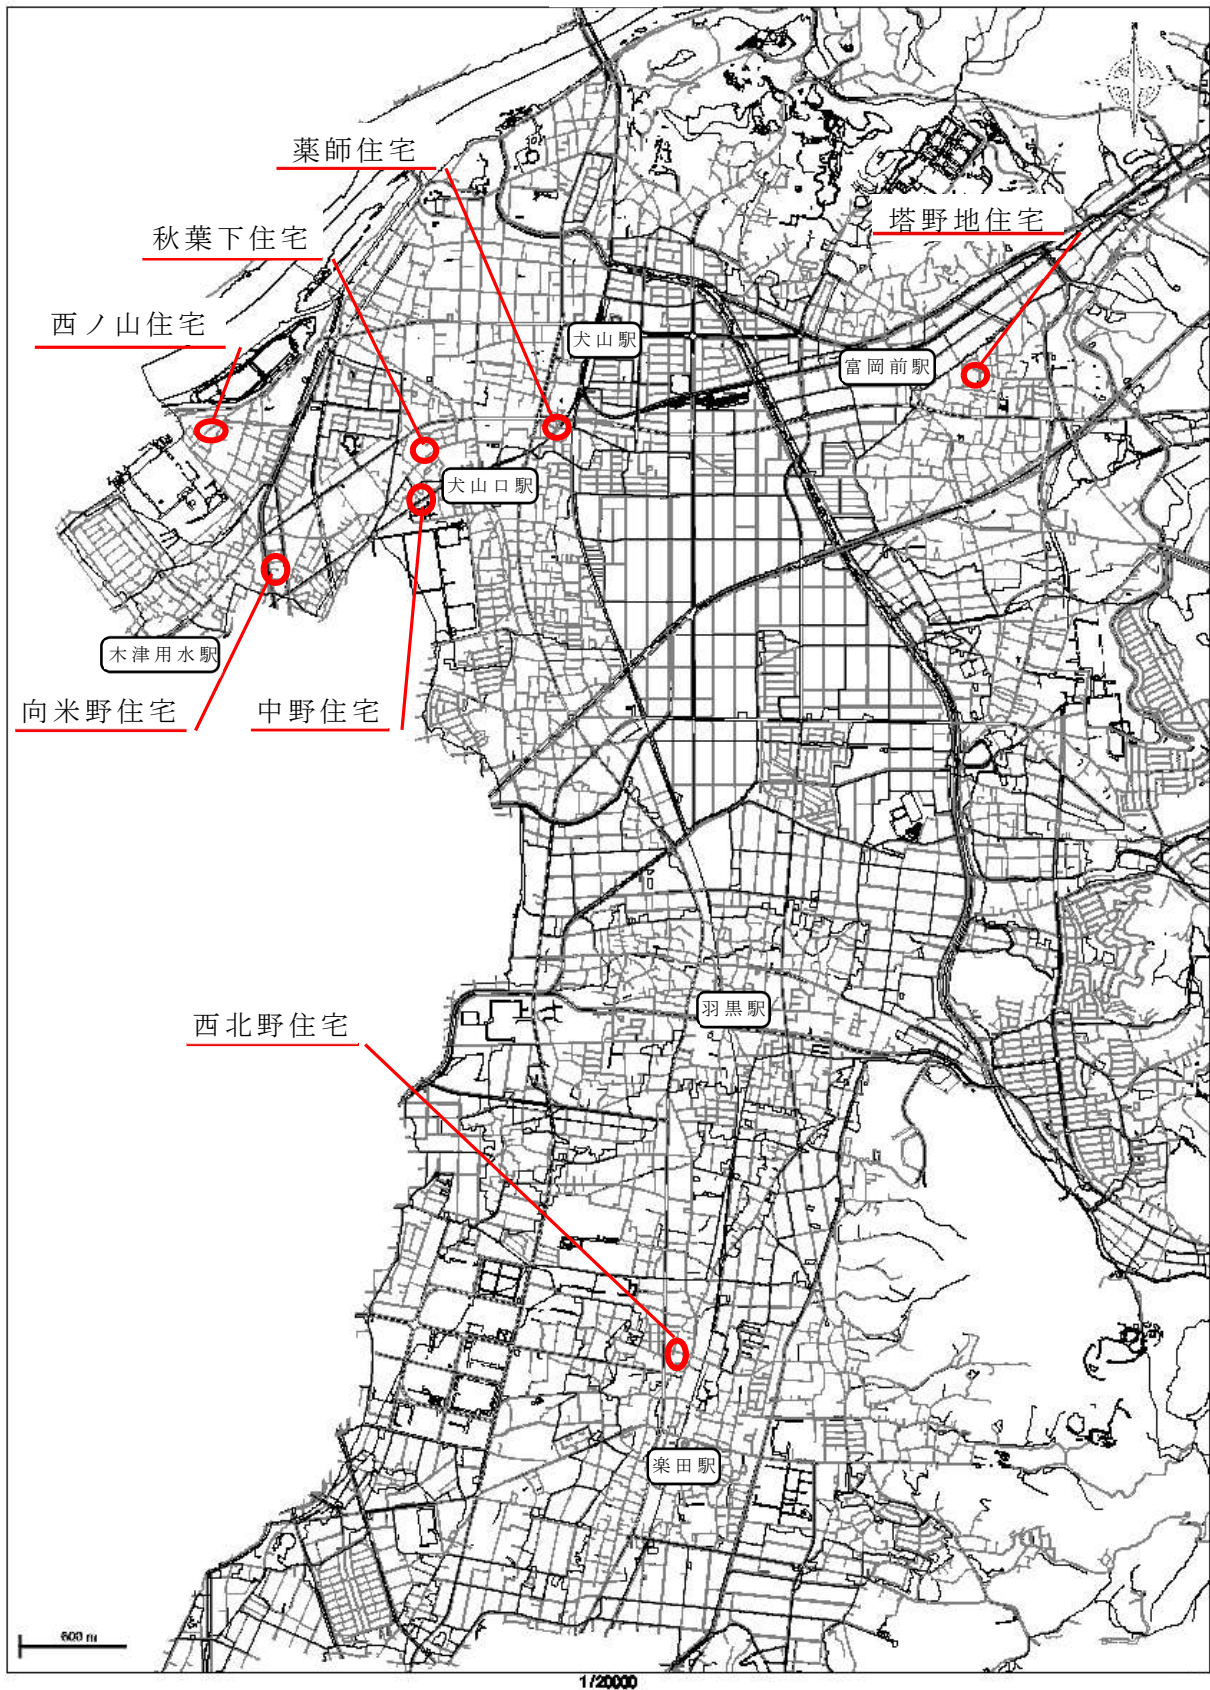 薬師住宅
塔野地住宅
秋葉下住宅
西ノ山住宅
犬山駅
富岡前駅
犬山口駅
木津用水駅
向米野住宅
中野住宅
羽黒駅
西北野住宅
楽田駅
600 m
1/20000